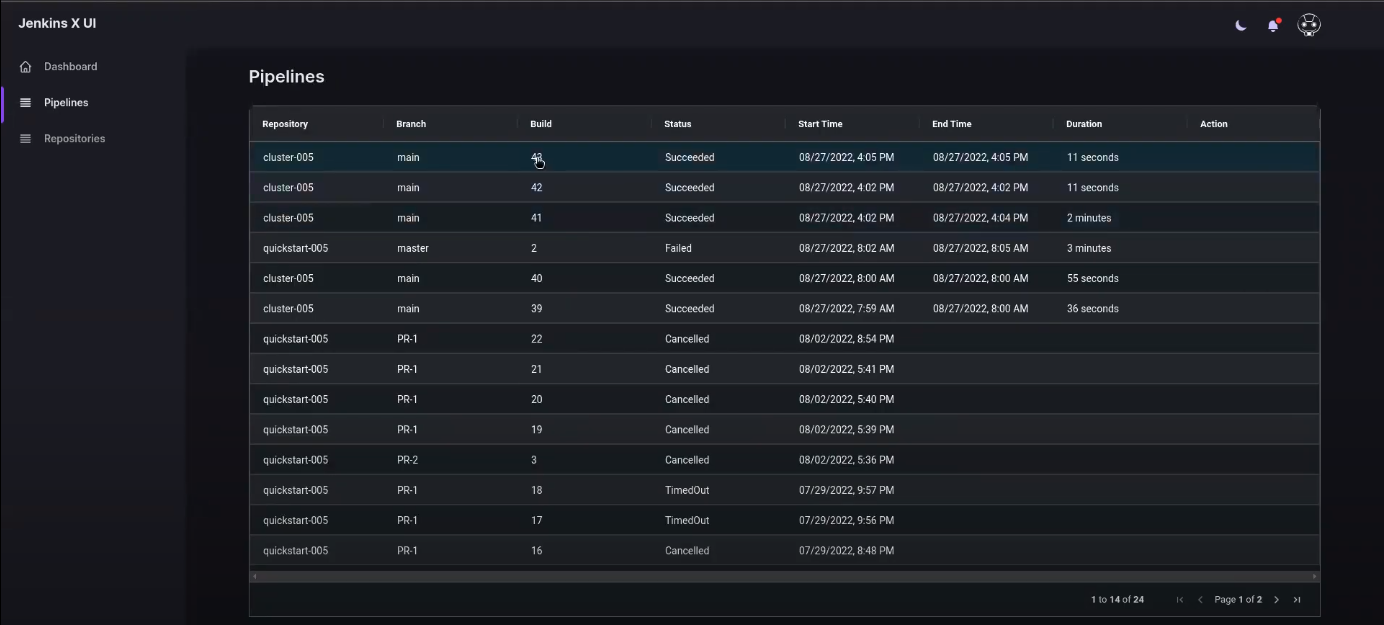 Jenkins X UI
Dashboard
Pipelines
Repositories
Pipelines
Repository Branch Build Status Start Time End Time Duration Action
cluster-005 main 43 Succeeded 08/27/2022, 4:05 PM 08/27/2022, 4:05 PM 11 seconds
cluster-005 main 42 Succeeded 08/27/2022, 4:02 PM 08/27/2022, 4:02 PM 11 seconds
cluster-005 main 41 Succeeded 08/27/2022, 4:02 PM 08/27/2022, 4:04 PM 2 minutes
quickstart-005 master 2 Failed 08/27/2022, 8:02 AM 08/27/2022, 8:05 AM 3 minutes
cluster-005 main 40 Succeeded 08/27/2022, 8:00 AM 08/27/2022, 8:00 AM 55 seconds
cluster-005 main 39 Succeeded 08/27/2022, 7:59 AM 08/27/2022, 8:00 AM 36 seconds
quickstart-005 PR-1 22 Cancelled 08/02/2022, 8:54 PM
quickstart-005 PR-1 21 Cancelled 08/02/2022, 5:41 PM
quickstart-005 PR-1 20 Cancelled 08/02/2022, 5:40 PM
quickstart-005 PR-1 19 Cancelled 08/02/2022, 5:39 PM
quickstart-005 PR-2 3 Cancelled 08/02/2022, 5:36 PM
quickstart-005 PR-1 18 TimedOut 07/29/2022, 9:57 PM
quickstart-005 PR-1 17 TimedOut 07/29/2022, 9:56 PM
quickstart-005 PR-1 16 Cancelled 07/29/2022, 8:48 PM
1 to 14 of 24 Page 1 of 2